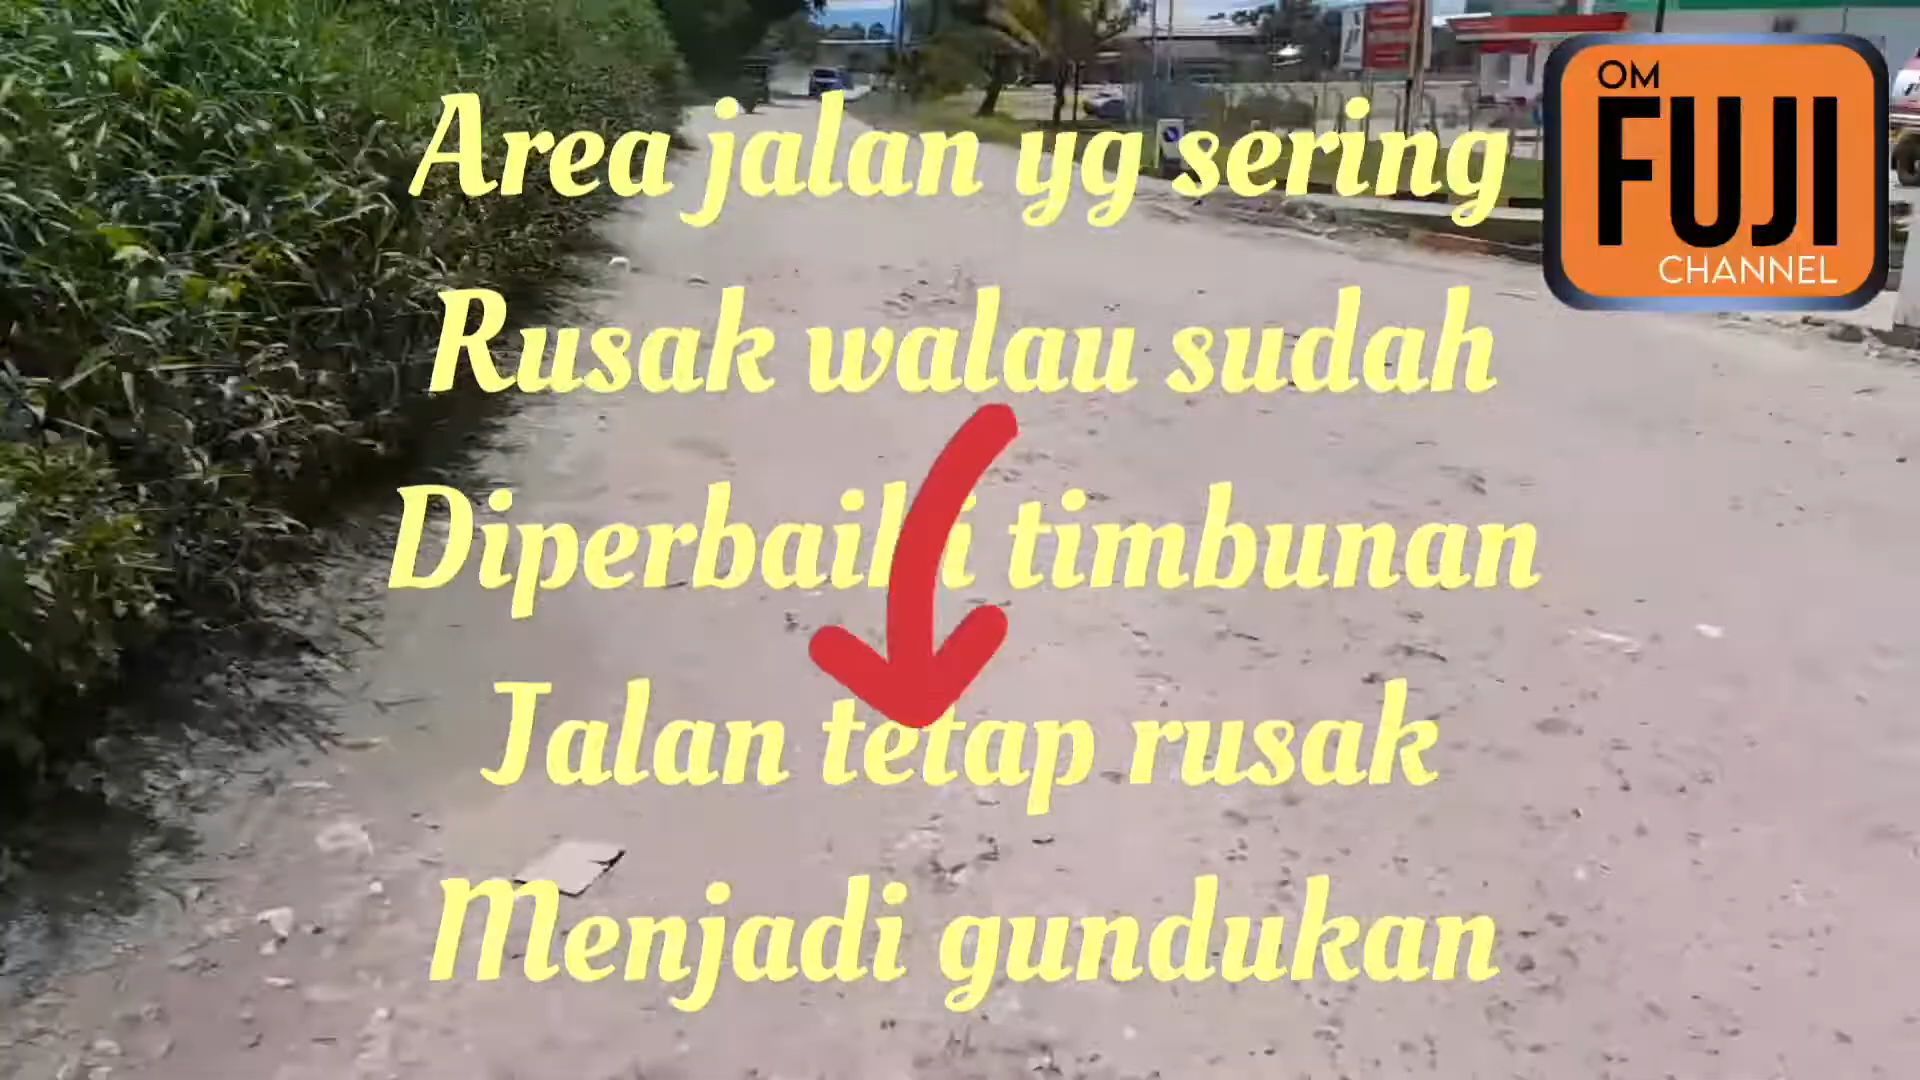 Area jalan yg sering
Rusak walau sudah
Diperbaiki timbunan
Jalan tetap rusak
Menjadi gundukan
OM
FUJI
CHANNEL